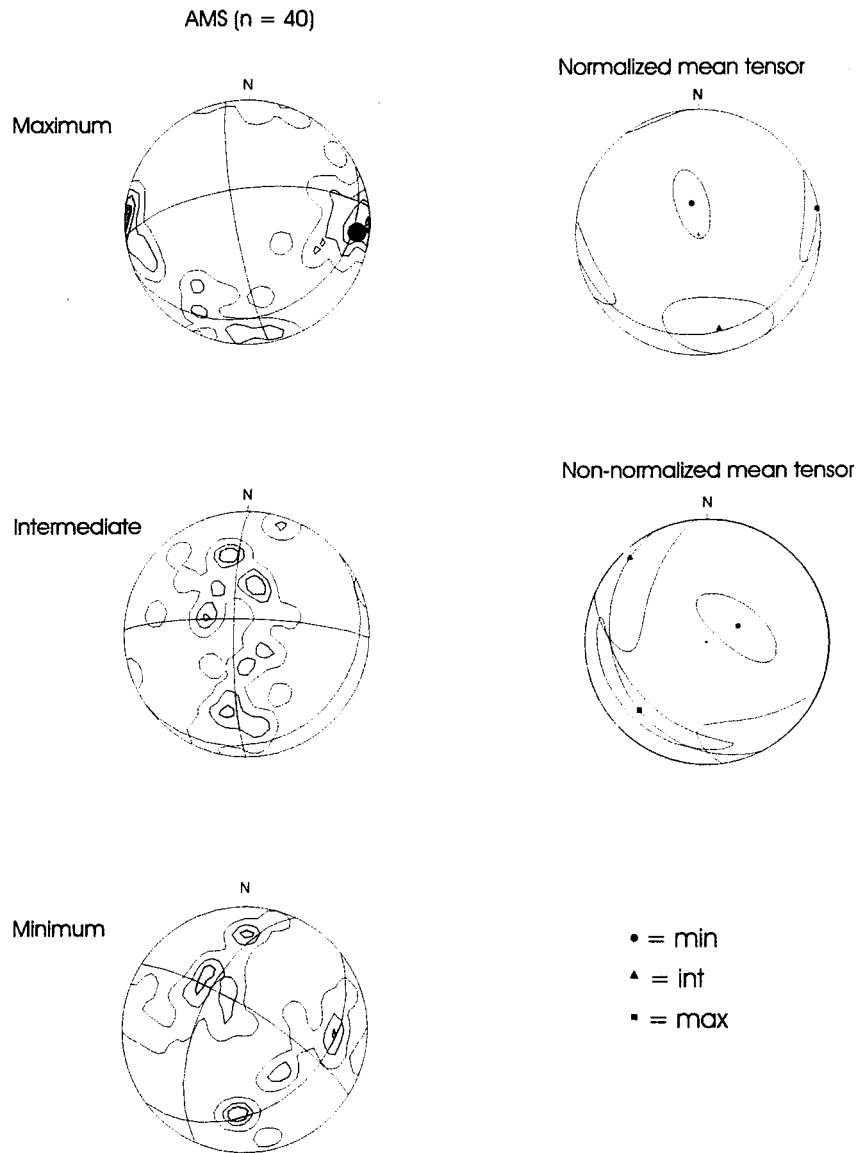 AMS (n = 40)
Normalized mean tensor
N
N
Maximum
Non-normalized mean tensor
N
N
Intermediate
N
Minimum
= min
= int
= max